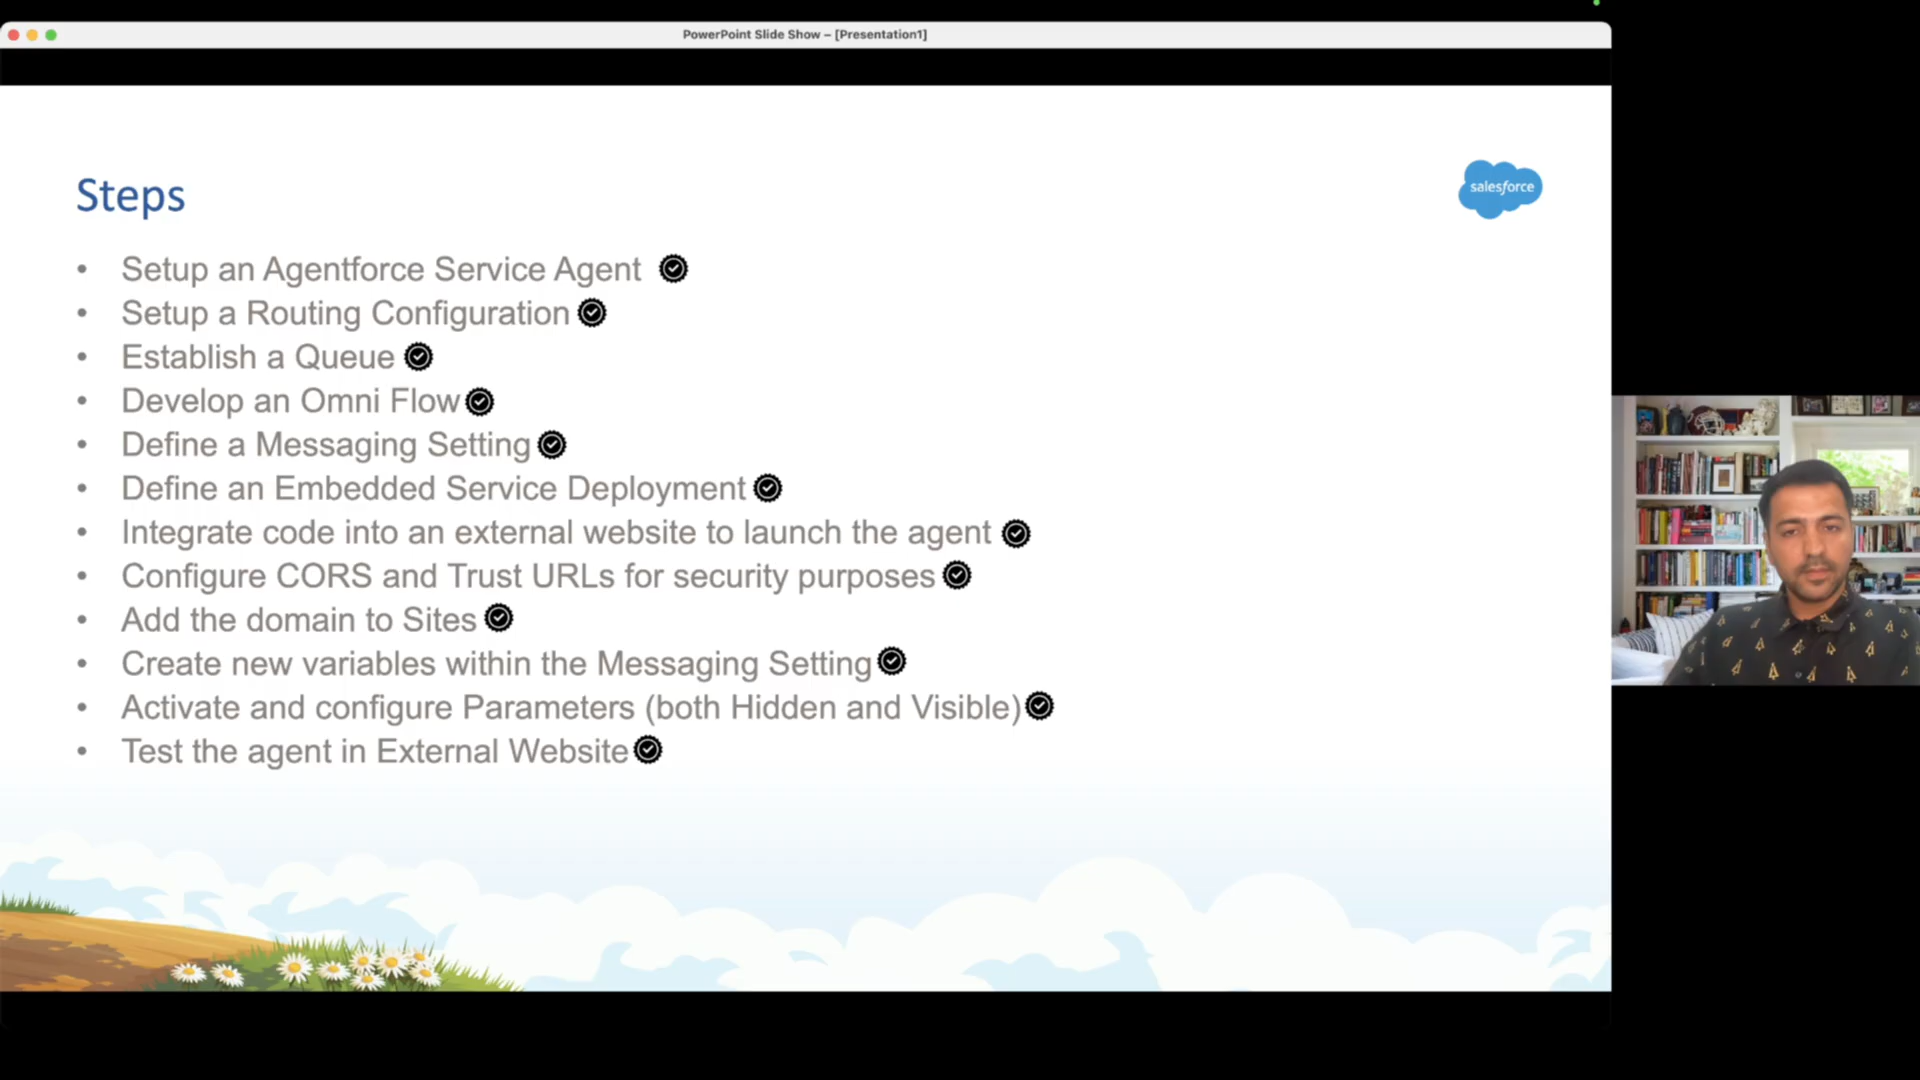 PowerPoint Slide Show – [Presentation1]
Steps
salesforce
• Setup an Agentforce Service Agent
• Setup a Routing Configuration
• Establish a Queue
• Develop an Omni Flow
• Define a Messaging Setting
• Define an Embedded Service Deployment
• Integrate code into an external website to launch the agent
• Configure CORS and Trust URLs for security purposes
• Add the domain to Sites
• Create new variables within the Messaging Setting
• Activate and configure Parameters (both Hidden and Visible)
• Test the agent in External Website